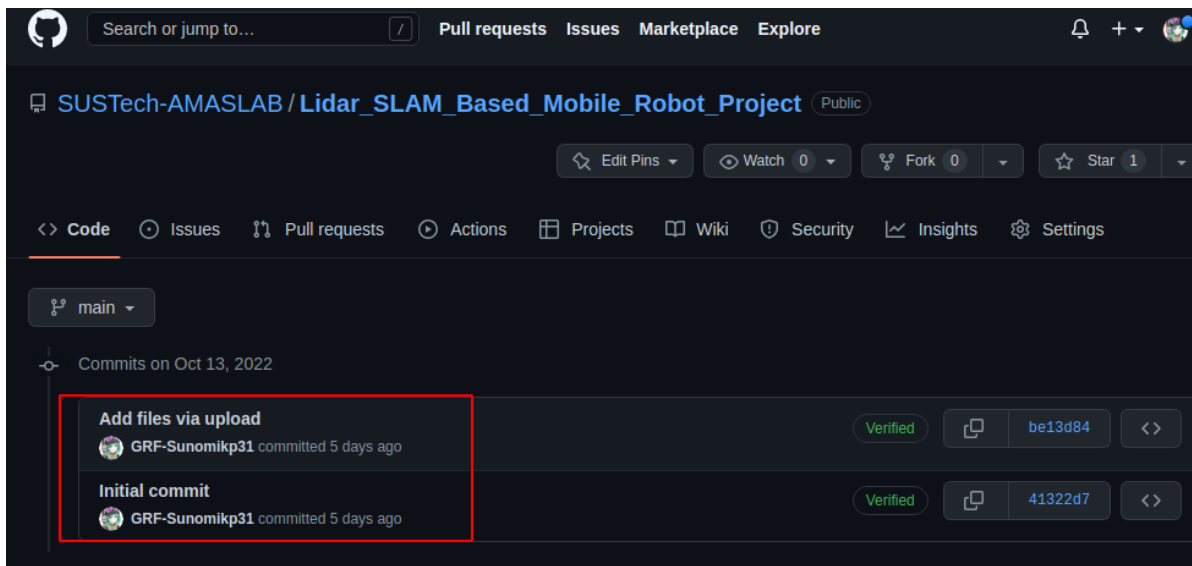 Search or jump to… / Pull requests Issues Marketplace Explore
SUSTech-AMASLAB / Lidar_SLAM_Based_Mobile_Robot_Project Public
Edit Pins Watch 0 Fork 0 Star 1
Code Issues Pull requests Actions Projects Wiki Security Insights Settings
main
Commits on Oct 13, 2022
Add files via upload
GRF-Sunomikp31 committed 5 days ago
Verified be13d84
Initial commit
GRF-Sunomikp31 committed 5 days ago
Verified 41322d7